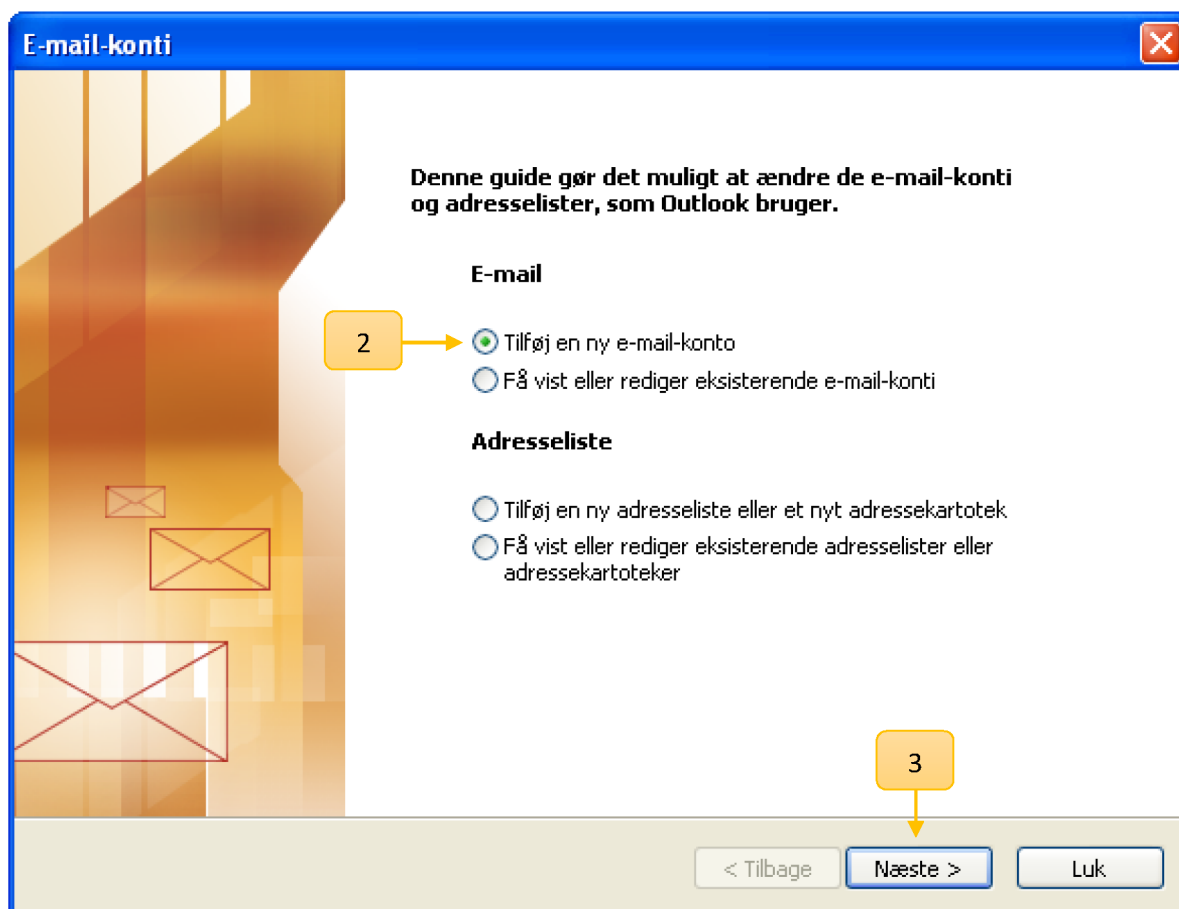 E-mail-konti
Denne guide gør det muligt at ændre de e-mail-konti
og adresselister, som Outlook bruger.
E-mail
2
Tilføj en ny e-mail-konto
Få vist eller rediger eksisterende e-mail-konti
Adresseliste
Tilføj en ny adresseliste eller et nyt adressekartotek
Få vist eller rediger eksisterende adresselister eller
adressekartoteker
3
< Tilbage
Næste >
Luk